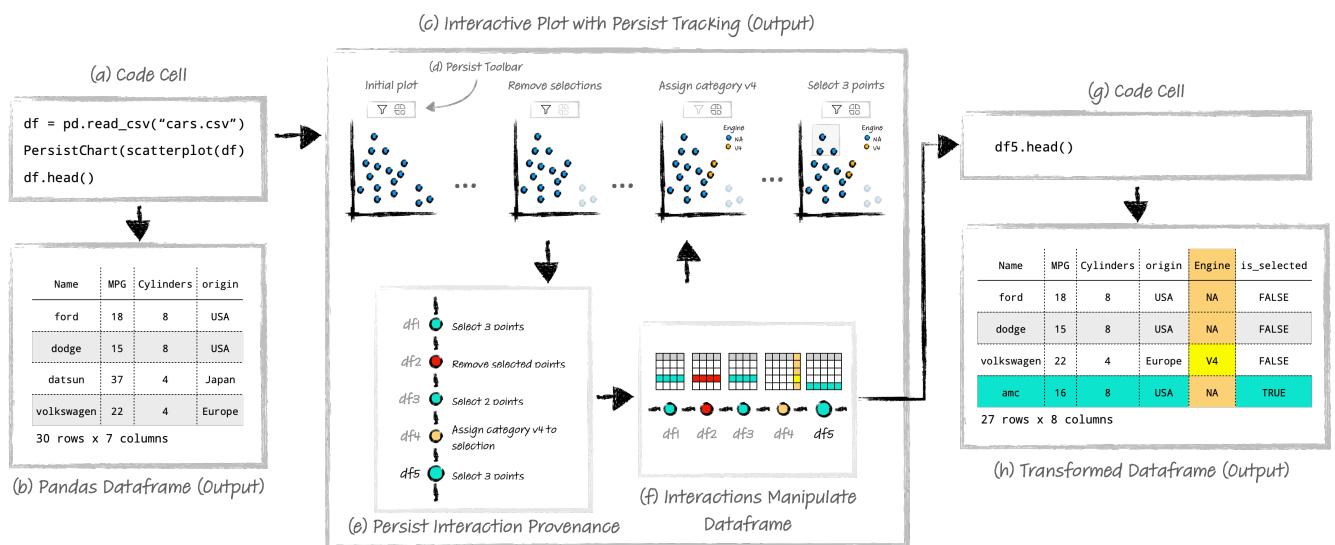 (c) Interactive Plot with Persist Tracking (Output)
(a) Code Cell
df = pd.read_csv(“cars.csv”)
PersistChart(scatterplot(df)
df.head()
Name MPG Cylinders origin
ford 18 8 USA
dodge 15 8 USA
datsun 37 4 Japan
volkswagen 22 4 Europe
30 rows x 7 columns
(b) Pandas Dataframe (Output)
(d) Persist Toolbar
Initial plot
Remove selections
Assign category v4
Select 3 points
Engine
NA
V4
Engine
NA
V4
...
...
...
df1 Select 3 points
df2 Remove selected points
df3 Select 2 points
df4 Assign category v4 to
selection
df5 Select 3 points
(e) Persist Interaction Provenance
df1 df2 df3 df4 df5
(f) Interactions Manipulate
Dataframe
(g) Code Cell
df5.head()
Name MPG Cylinders origin Engine is_selected
ford 18 8 USA NA FALSE
dodge 15 8 USA NA FALSE
volkswagen 22 4 Europe V4 FALSE
amc 16 8 USA NA TRUE
27 rows x 8 columns
(h) Transformed Dataframe (Output)